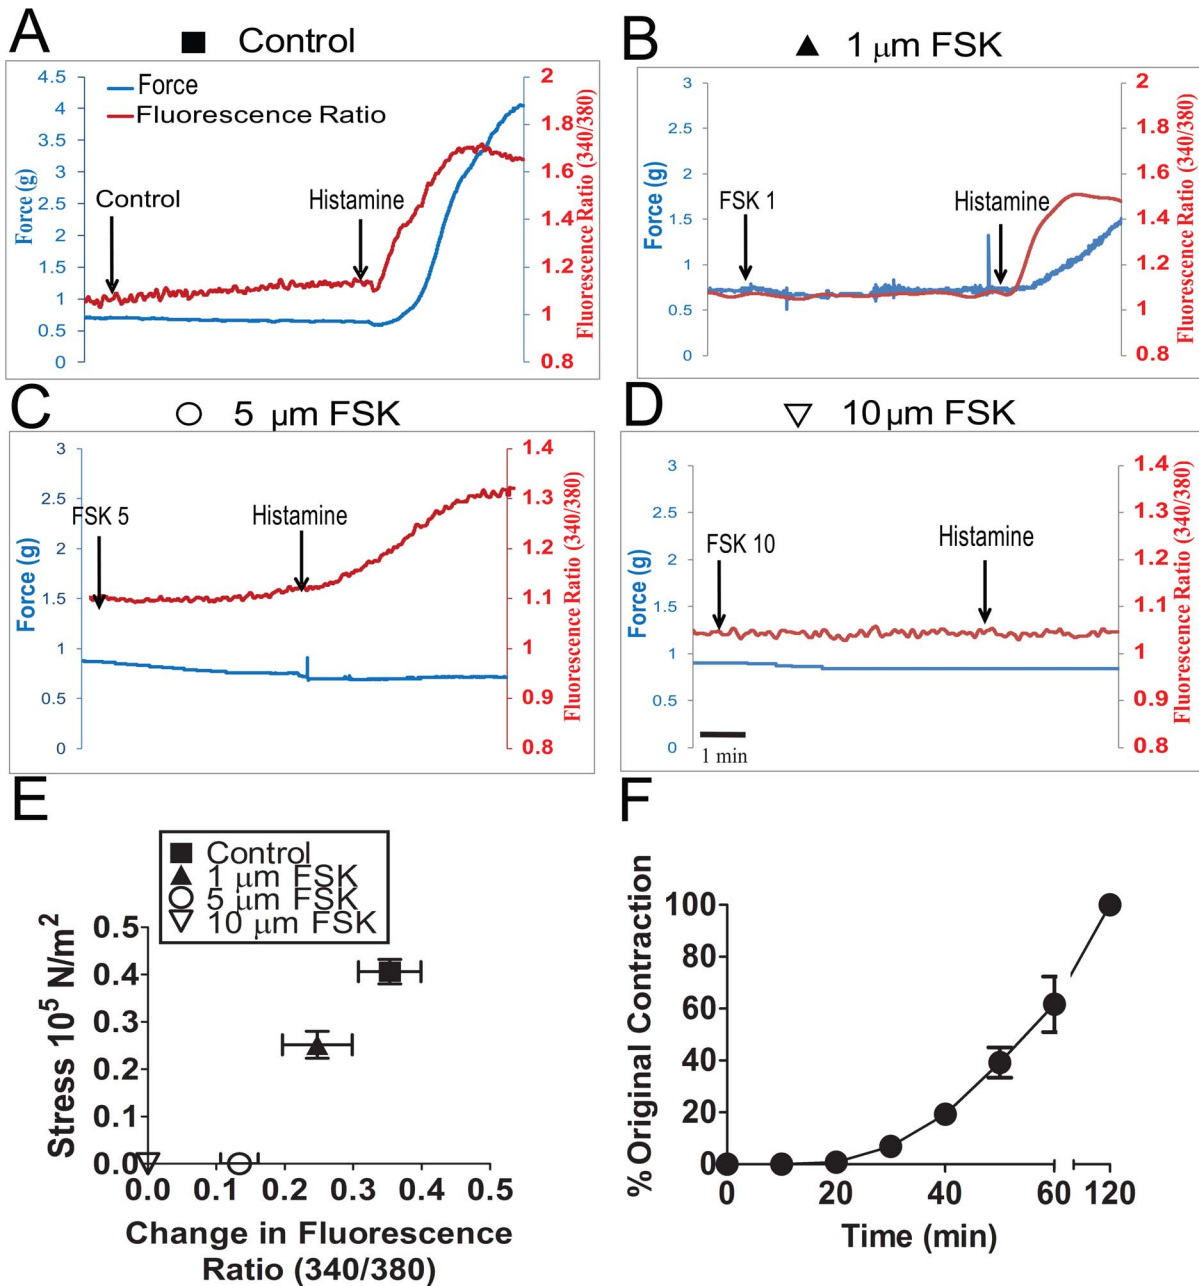 A
■ Control
Force
Fluorescence Ratio
Control
Histamine
Force (g)
4.5
4
3.5
3
2.5
2
1.5
1
0.5
0
Fluorescence Ratio (340/380)
2
1.8
1.6
1.4
1.2
1
0.8
B
▲ 1 μm FSK
FSK 1
Histamine
Force (g)
3
2.5
2
1.5
1
0.5
0
Fluorescence Ratio (340/380)
2
1.8
1.6
1.4
1.2
1
0.8
C
○ 5 μm FSK
FSK 5
Histamine
Force (g)
3
2.5
2
1.5
1
0.5
0
Fluorescence Ratio (340/380)
1.4
1.3
1.2
1.1
1
0.9
0.8
D
▽ 10 μm FSK
FSK 10
Histamine
Force (g)
3
2.5
2
1.5
1
0.5
0
1 min
Fluorescence Ratio (340/380)
1.4
1.3
1.2
1.1
1
0.9
0.8
E
■ Control
▲ 1 μm FSK
○ 5 μm FSK
▽ 10 μm FSK
Stress 10⁵ N/m²
0.5
0.4
0.3
0.2
0.1
0.0
0.0 0.1 0.2 0.3 0.4 0.5
Change in Fluorescence
Ratio (340/380)
F
% Original Contraction
100
80
60
40
20
0
0 20 40 60 120
Time (min)